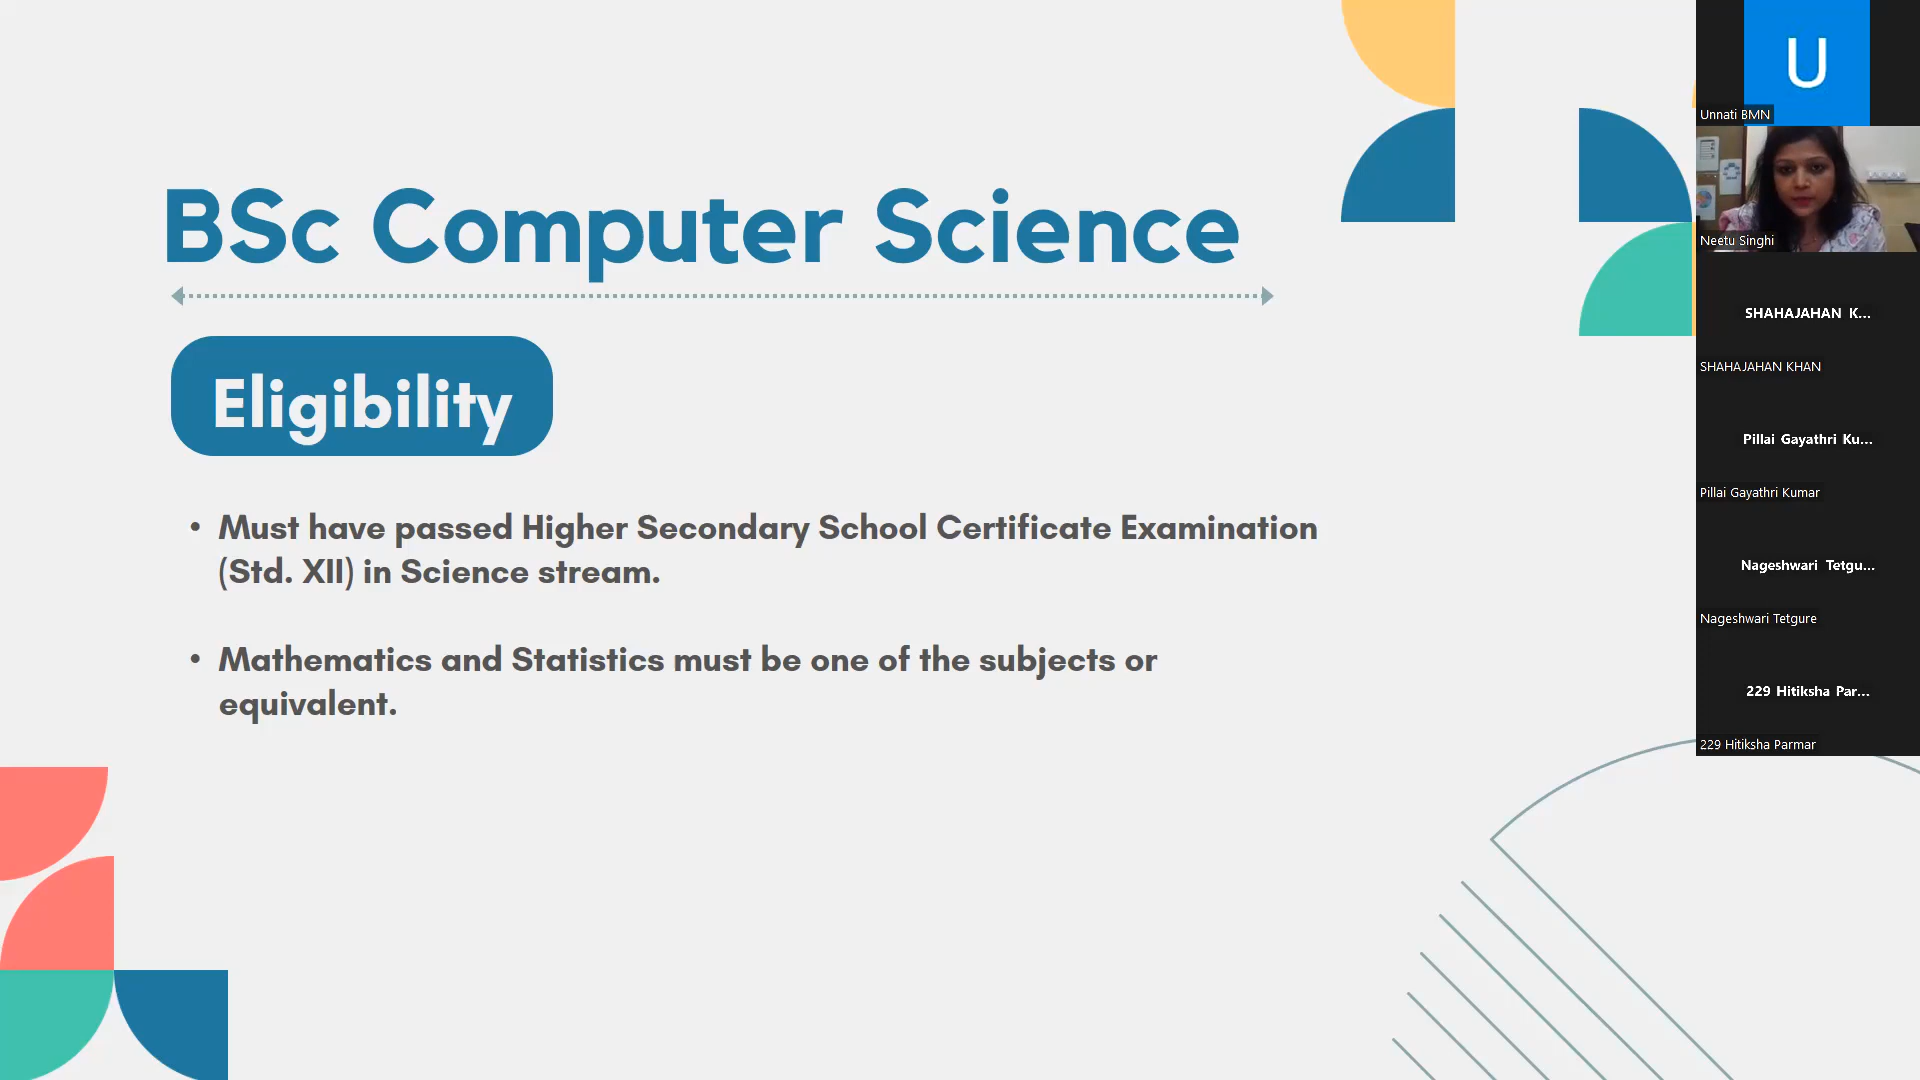 BSc Computer Science
Eligibility
• Must have passed Higher Secondary School Certificate Examination
(Std. XII) in Science stream.
• Mathematics and Statistics must be one of the subjects or
equivalent.
U
Unnati BMN
Neetu Singhi
SHAHAJAHAN K...
SHAHAJAHAN KHAN
Pillai Gayathri Ku...
Pillai Gayathri Kumar
Nageshwari Tetgu...
Nageshwari Tetgure
229 Hitiksha Par...
229 Hitiksha Parmar